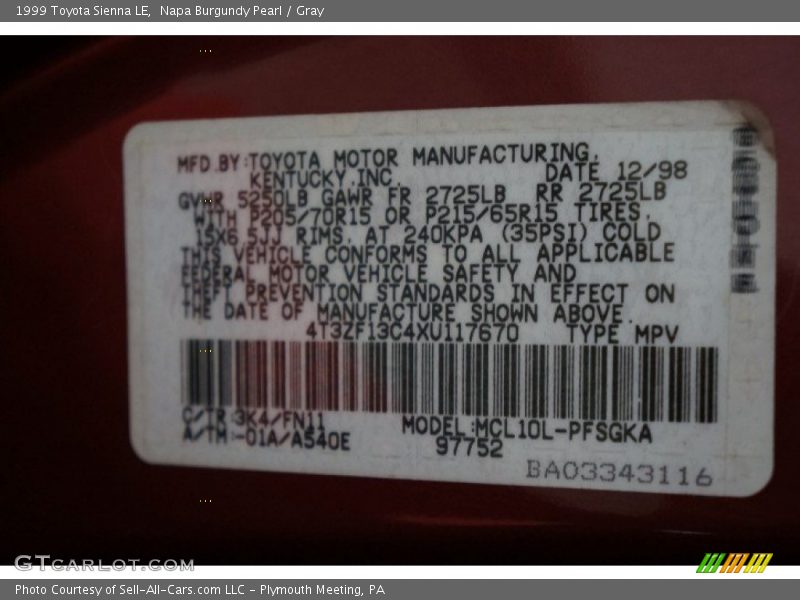 1999 Toyota Sienna LE,  Napa Burgundy Pearl / Gray
MFD.BY:TOYOTA MOTOR MANUFACTURING,
KENTUCKY,INC. DATE 12/98
GVWR 5250LB GAWR FR 2725LB RR 2725LB
WITH P205/70R15 OR P215/65R15 TIRES,
15X6.5JJ RIMS, AT 240KPA (35PSI) COLD
THIS VEHICLE CONFORMS TO ALL APPLICABLE
FEDERAL MOTOR VEHICLE SAFETY AND
THEFT PREVENTION STANDARDS IN EFFECT ON
THE DATE OF MANUFACTURE SHOWN ABOVE.
4T3ZF13C4XU117670 TYPE MPV
C/TR:3K4/FN11 MODEL:MCL10L-PFSGKA
A/TM:-01A/A540E 97752
BA03343116
GTCARLOT.COM
Photo Courtesy of Sell-All-Cars.com LLC - Plymouth Meeting, PA